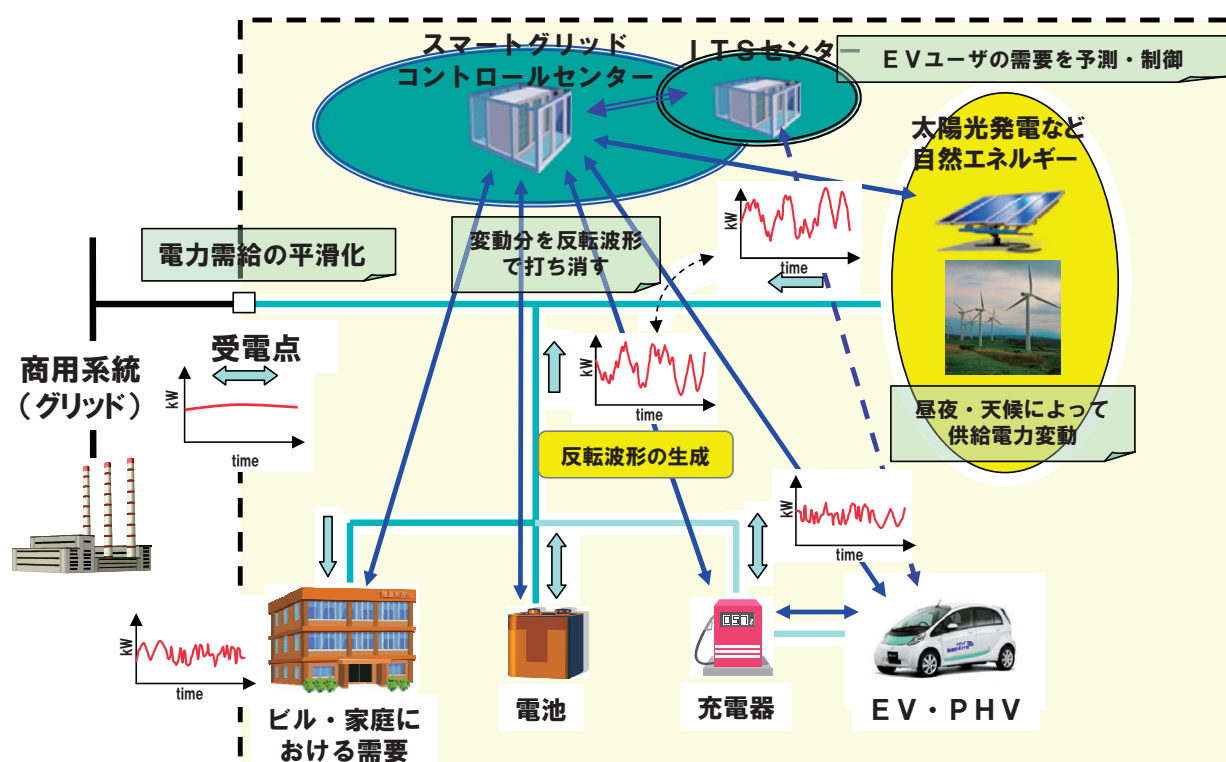 スマートグリッド
コントロールセンター
ＩＴＳセンター
ＥＶユーザの需要を予測・制御
太陽光発電など
自然エネルギー
kW
time
電力需給の平滑化
変動分を反転波形
で打ち消す
商用系統
（グリッド）
受電点
kW
time
kW
time
反転波形の生成
昼夜・天候によって
供給電力変動
kW
time
kW
time
ビル・家庭に
おける需要
電池
充電器
ＥＶ・ＰＨＶ